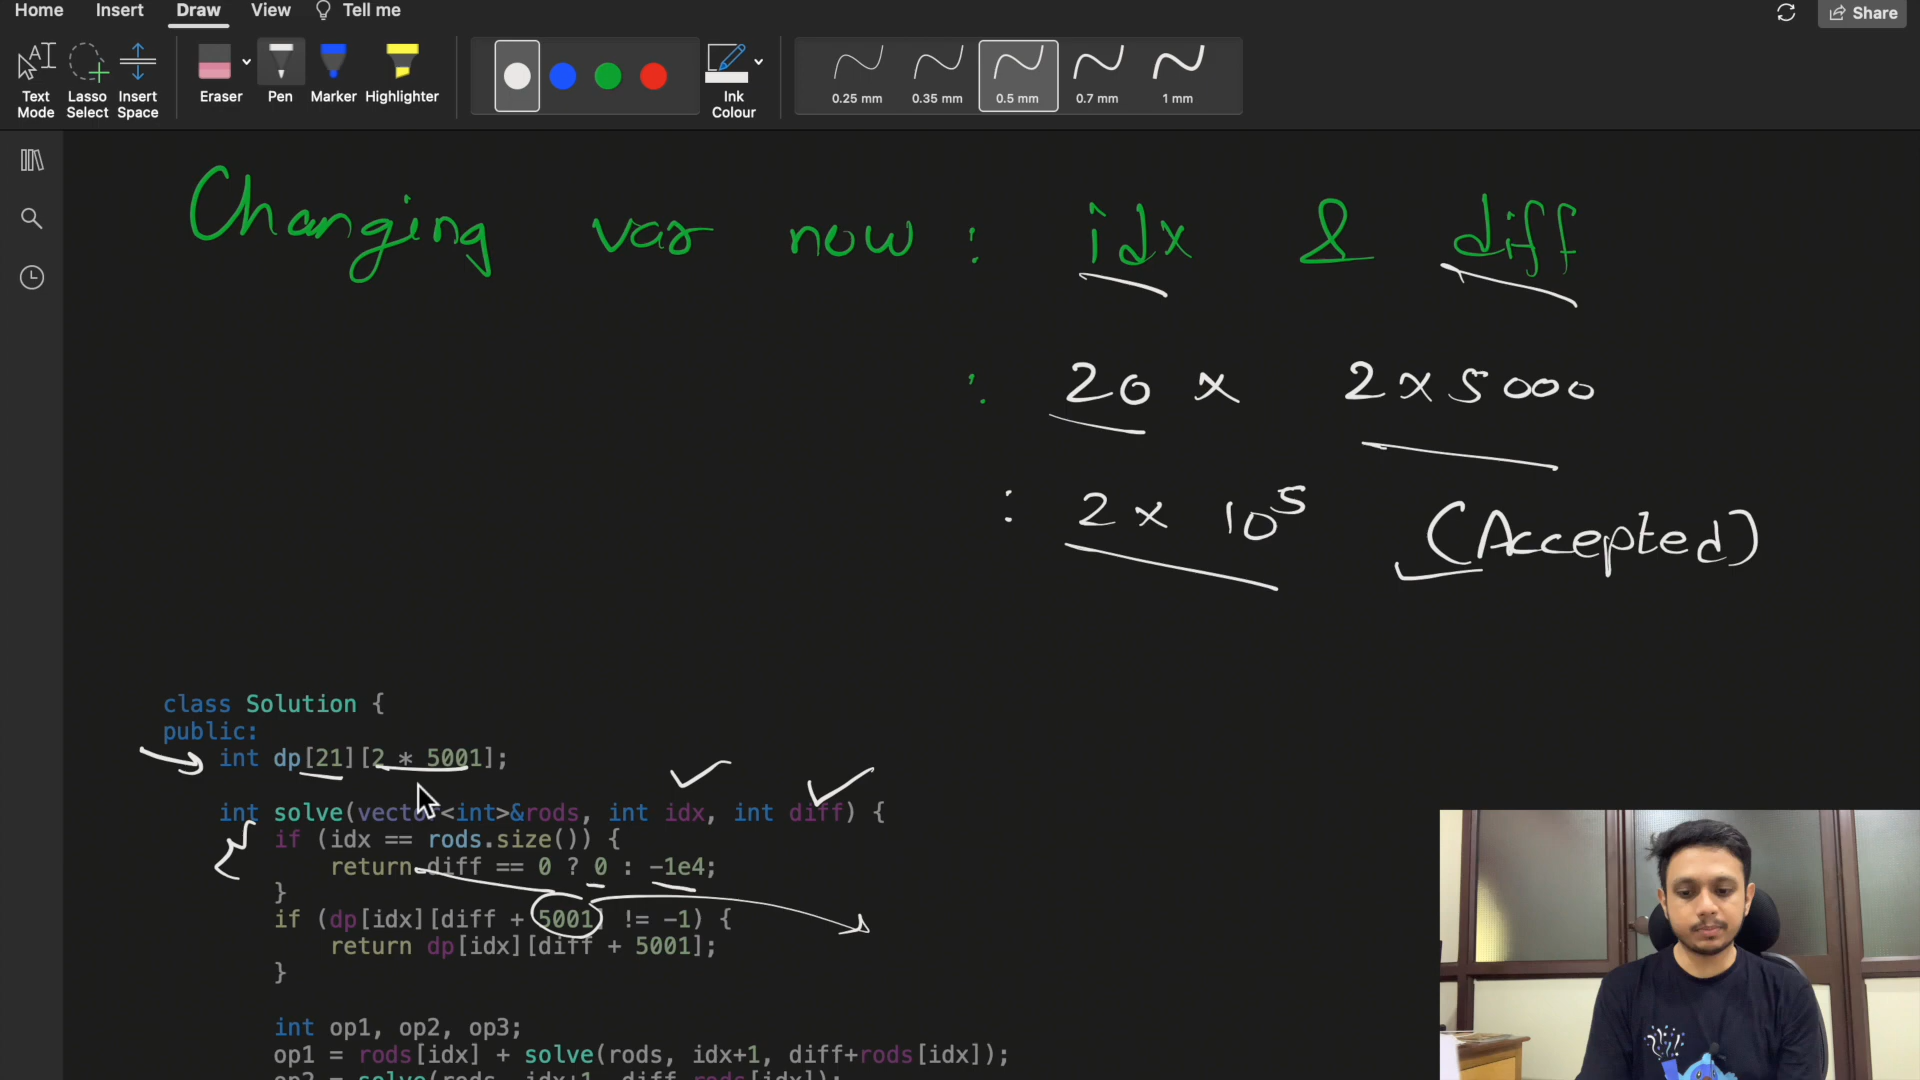 Home Insert Draw View Tell me Share
Text Mode Lasso Select Insert Space Eraser Pen Marker Highlighter Ink Colour 0.25 mm 0.35 mm 0.5 mm 0.7 mm 1 mm
Changing var now : idx & diff
: 20 x 2 x 5000
: 2 x 10^5 (Accepted)
class Solution {
public:
int dp[21][2 * 5001];
int solve(vector<int>&rods, int idx, int diff) {
if (idx == rods.size()) {
return diff == 0 ? 0 : -1e4;
}
if (dp[idx][diff + 5001] != -1) {
return dp[idx][diff + 5001];
}
int op1, op2, op3;
op1 = rods[idx] + solve(rods, idx+1, diff+rods[idx]);